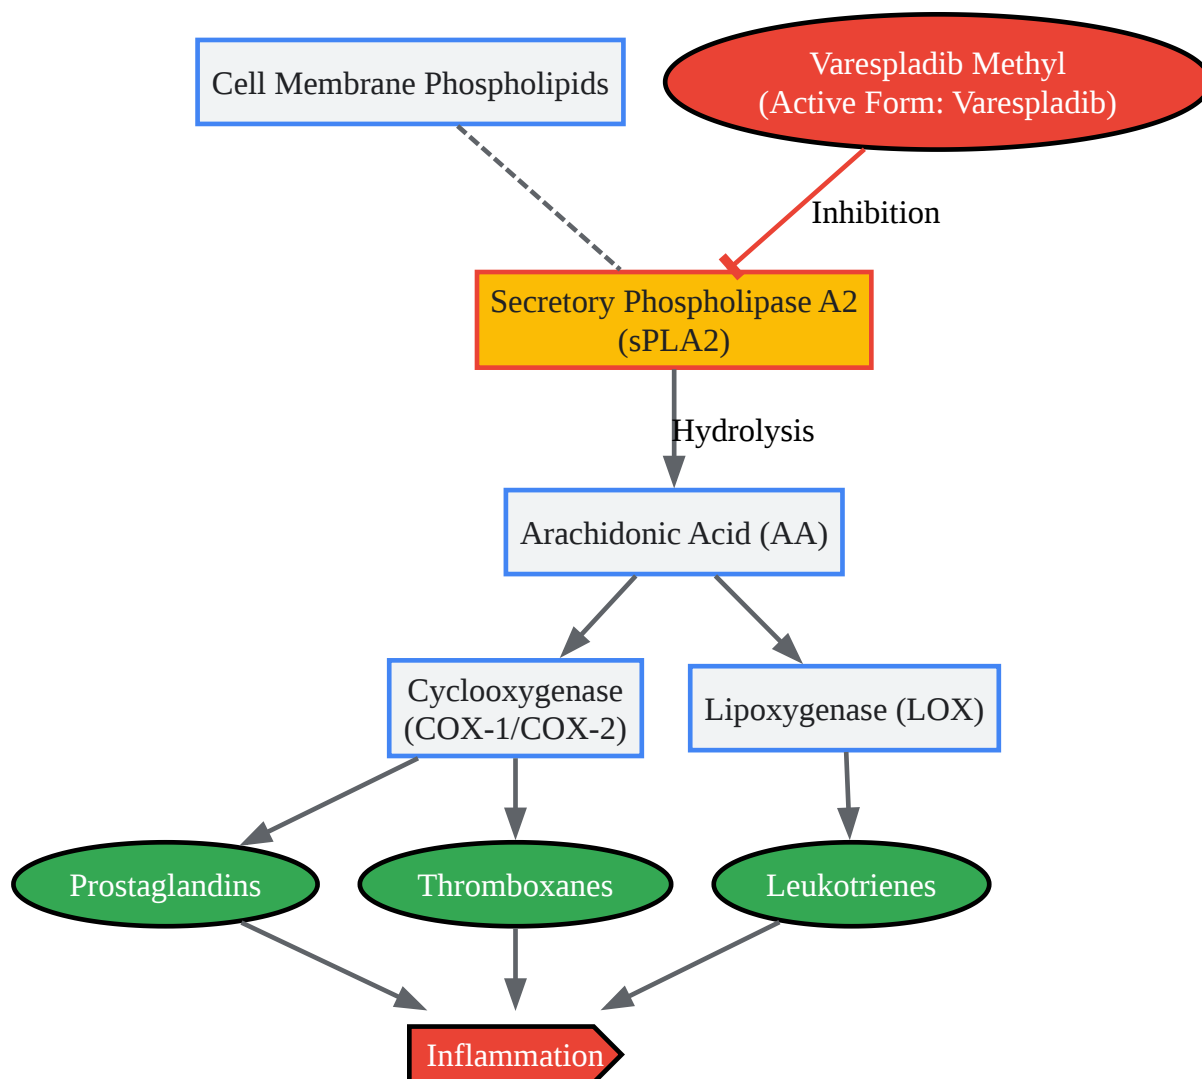 Cell Membrane Phospholipids
Varespladib Methyl
(Active Form: Varespladib)
Inhibition
Secretory Phospholipase A2
(sPLA2)
Hydrolysis
Arachidonic Acid (AA)
Cyclooxygenase
(COX-1/COX-2)
Lipoxygenase (LOX)
Prostaglandins
Thromboxanes
Leukotrienes
Inflammation